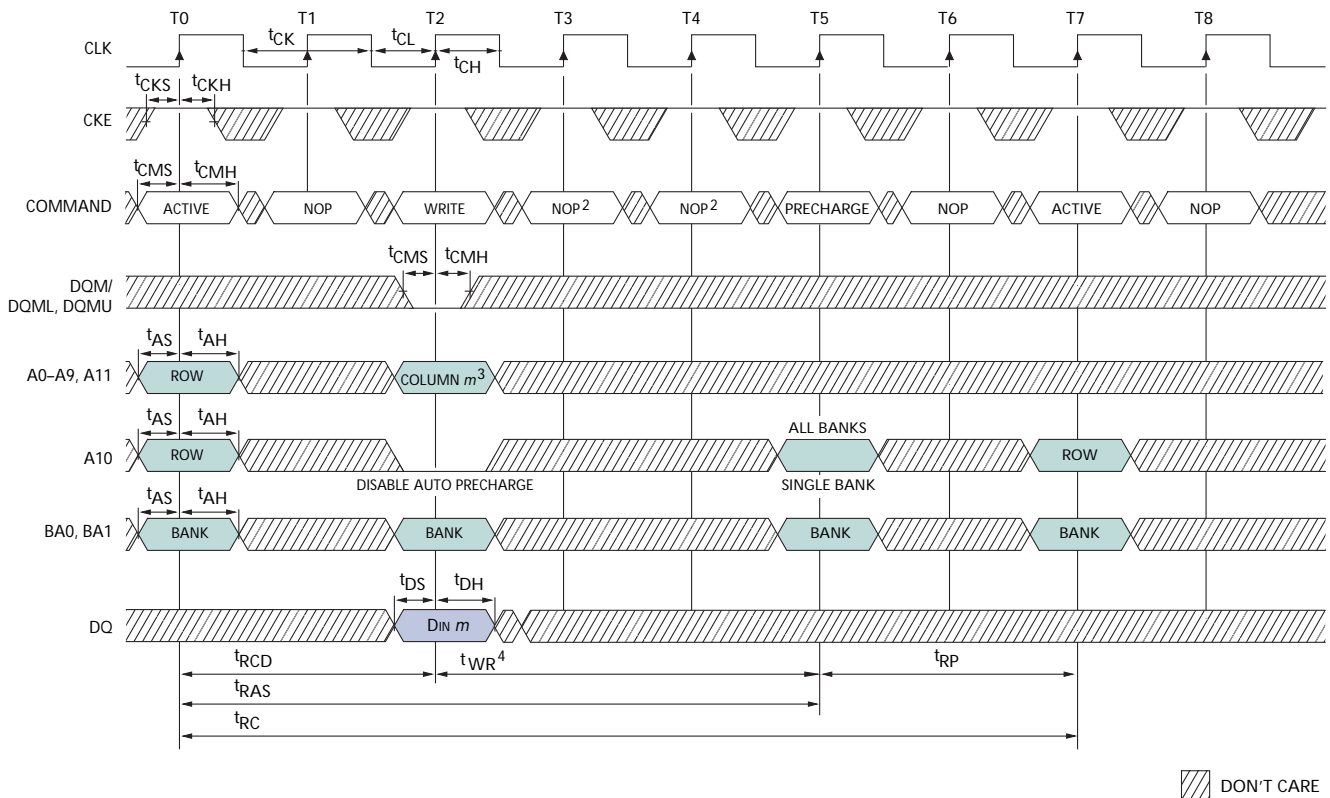 T0 T1 T2 T3 T4 T5 T6 T7 T8
CLK
tCK tCL
tCH
tCKS tCKH
CKE
tCMS tCMH
COMMAND ACTIVE NOP WRITE NOP2 NOP2 PRECHARGE NOP ACTIVE NOP
tCMS tCMH
DQM/
DQML, DQMU
tAS tAH
A0–A9, A11 ROW COLUMN m3
tAS tAH
ALL BANKS
A10 ROW ROW
DISABLE AUTO PRECHARGE SINGLE BANK
tAS tAH
BA0, BA1 BANK BANK BANK BANK
tDS tDH
DQ DIN m
tRCD tWR4 tRP
tRAS
tRC
DON'T CARE